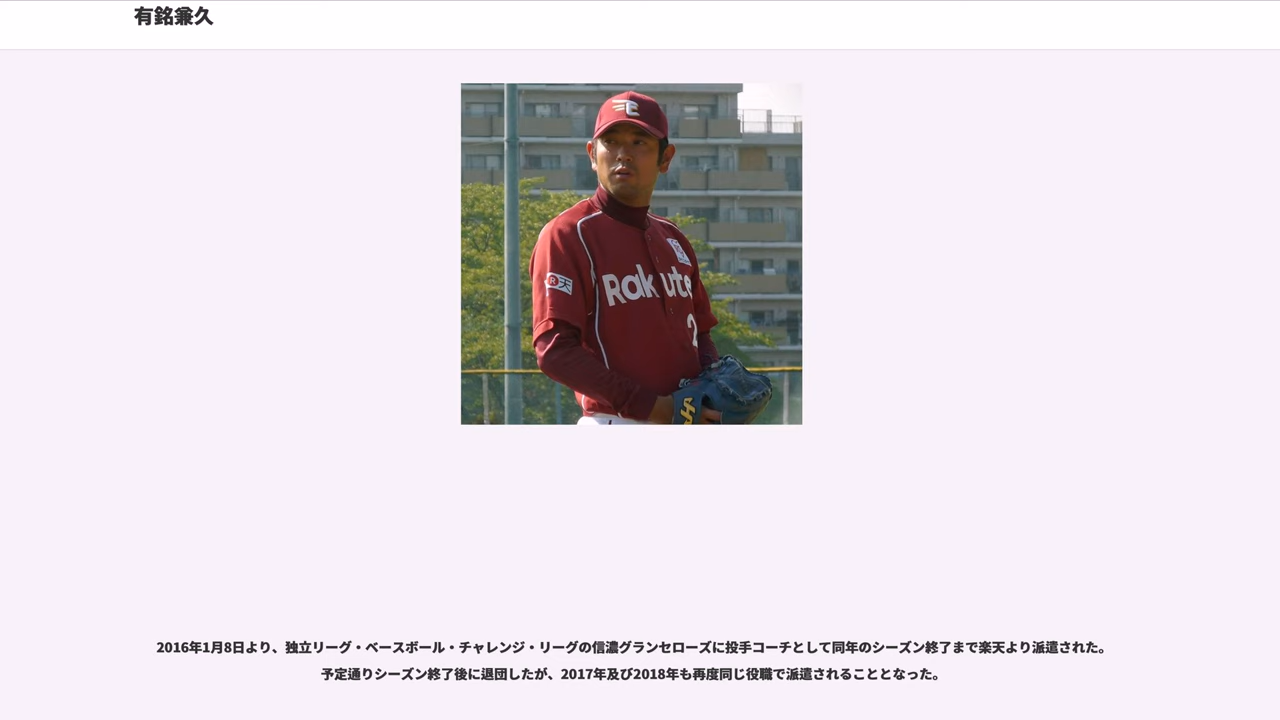 有銘兼久
Rakute
R天
2
2016年1月8日より、独立リーグ・ベースボール・チャレンジ・リーグの信濃グランセローズに投手コーチとして同年のシーズン終了まで楽天より派遣された。
予定通りシーズン終了後に退団したが、2017年及び2018年も再度同じ役職で派遣されることとなった。